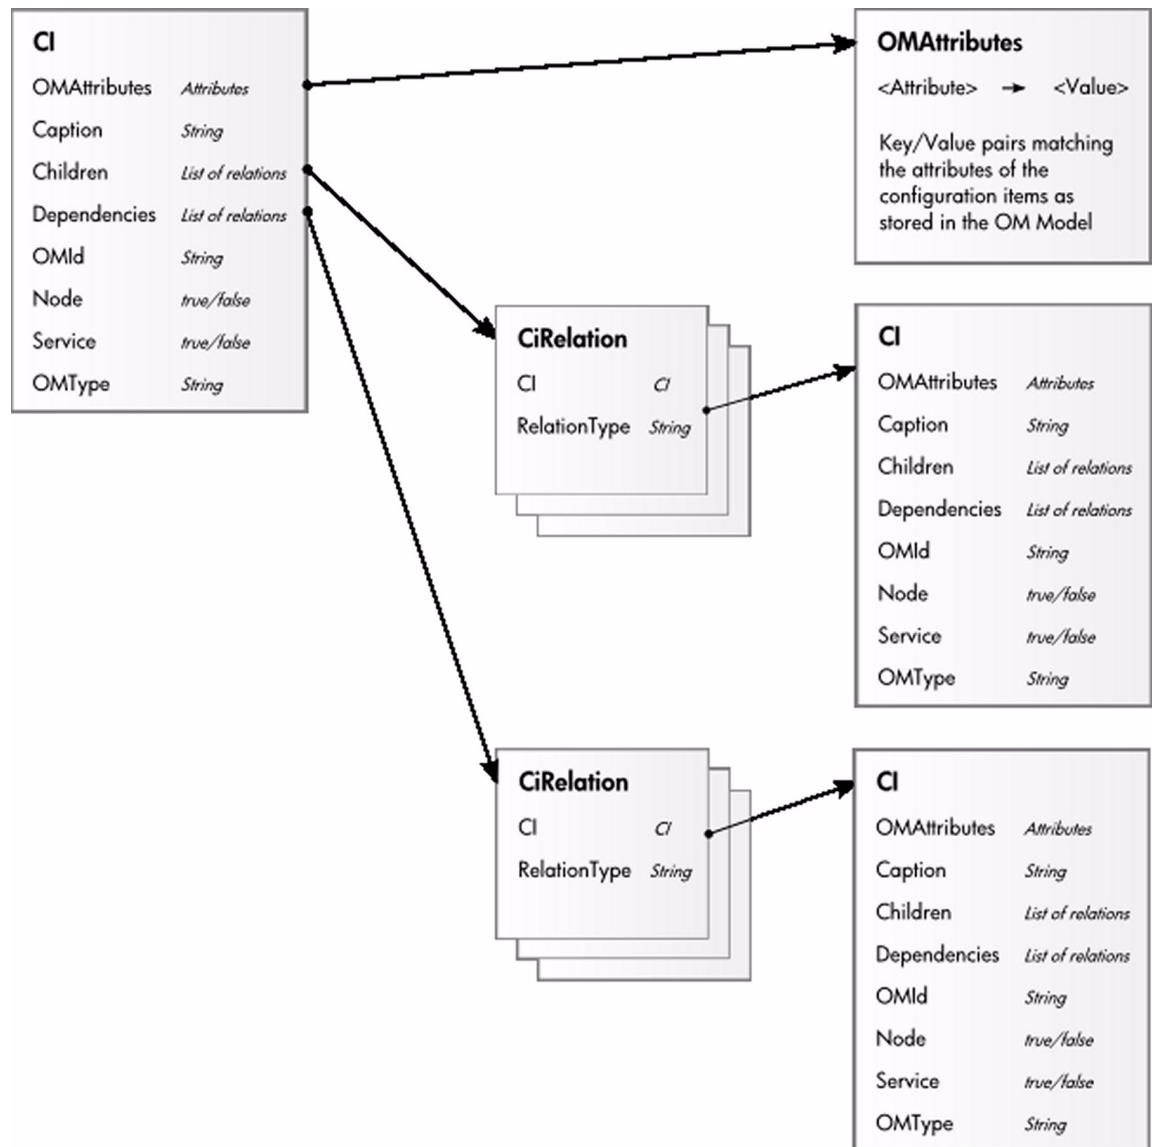 CI
OMAttributes Attributes
Caption String
Children List of relations
Dependencies List of relations
OMId String
Node true/false
Service true/false
OMType String
OMAttributes
<Attribute> → <Value>
Key/Value pairs matching
the attributes of the
configuration items as
stored in the OM Model
CiRelation
CI CI
RelationType String
CI
OMAttributes Attributes
Caption String
Children List of relations
Dependencies List of relations
OMId String
Node true/false
Service true/false
OMType String
CiRelation
CI CI
RelationType String
CI
OMAttributes Attributes
Caption String
Children List of relations
Dependencies List of relations
OMId String
Node true/false
Service true/false
OMType String